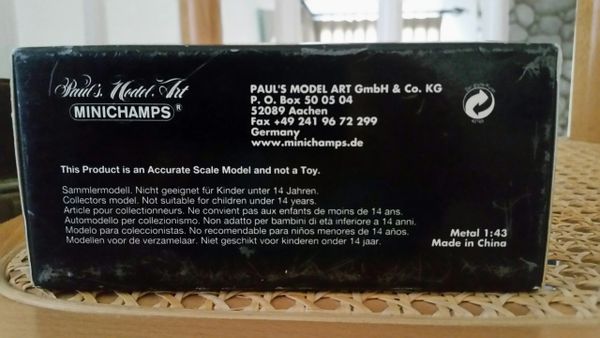 Paul's Model Art
MINICHAMPS®
PAUL'S MODEL ART GmbH & Co. KG
P. O. Box 50 05 04
52089 Aachen
Fax +49 241 96 72 299
Germany
www.minichamps.de
This Product is an Accurate Scale Model and not a Toy.
Sammlermodell. Nicht geeignet für Kinder unter 14 Jahren.
Collectors model. Not suitable for children under 14 years.
Article pour collectionneurs. Ne convient pas aux enfants de moins de 14 ans.
Automodello per collezionismo. Non adatto per bambini di età inferiore a 14 anni.
Modelo para coleccionistas. No recomendable para niños menores de 14 años.
Modellen voor de verzamelaar. Niet geschikt voor kinderen onder 14 jaar.
Metal 1:43
Made in China